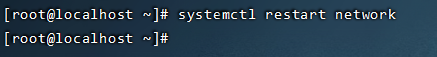 [root@localhost ~]# systemctl restart network
[root@localhost ~]#